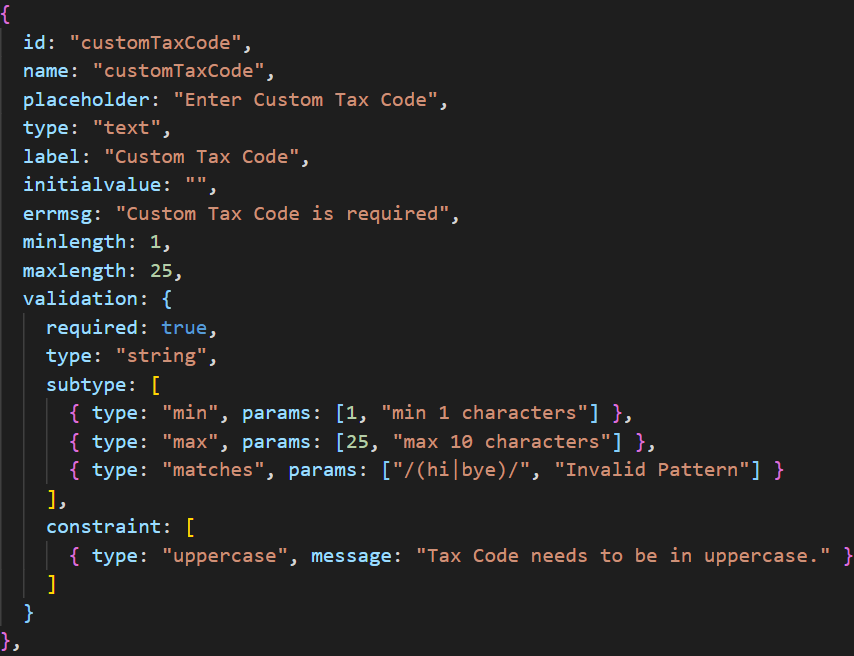 {
  id: "customTaxCode",
  name: "customTaxCode",
  placeholder: "Enter Custom Tax Code",
  type: "text",
  label: "Custom Tax Code",
  initialvalue: "",
  errmsg: "Custom Tax Code is required",
  minlength: 1,
  maxlength: 25,
  validation: {
    required: true,
    type: "string",
    subtype: [
      { type: "min", params: [1, "min 1 characters"] },
      { type: "max", params: [25, "max 10 characters"] },
      { type: "matches", params: ["/(hi|bye)/", "Invalid Pattern"] }
    ],
    constraint: [
      { type: "uppercase", message: "Tax Code needs to be in uppercase." }
    ]
  }
},